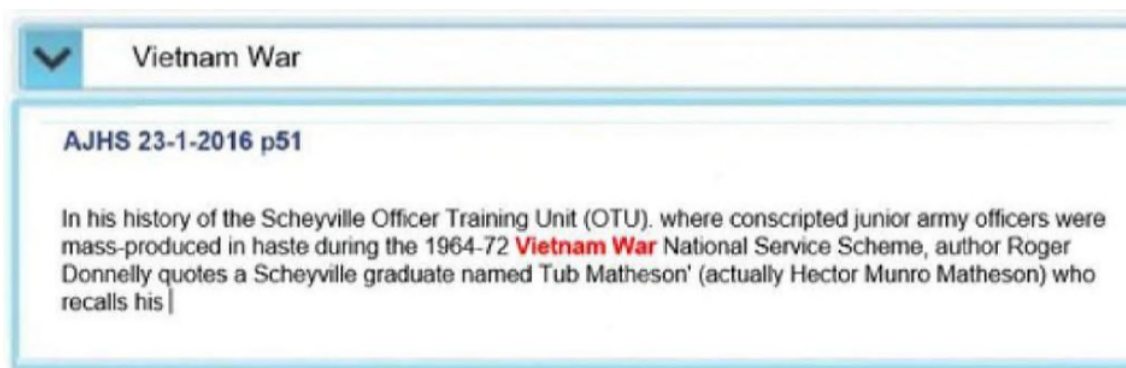 Vietnam War
AJHS 23-1-2016 p51
In his history of the Scheyville Officer Training Unit (OTU). where conscripted junior army officers were
mass-produced in haste during the 1964-72 Vietnam War National Service Scheme, author Roger
Donnelly quotes a Scheyville graduate named Tub Matheson' (actually Hector Munro Matheson) who
recalls his